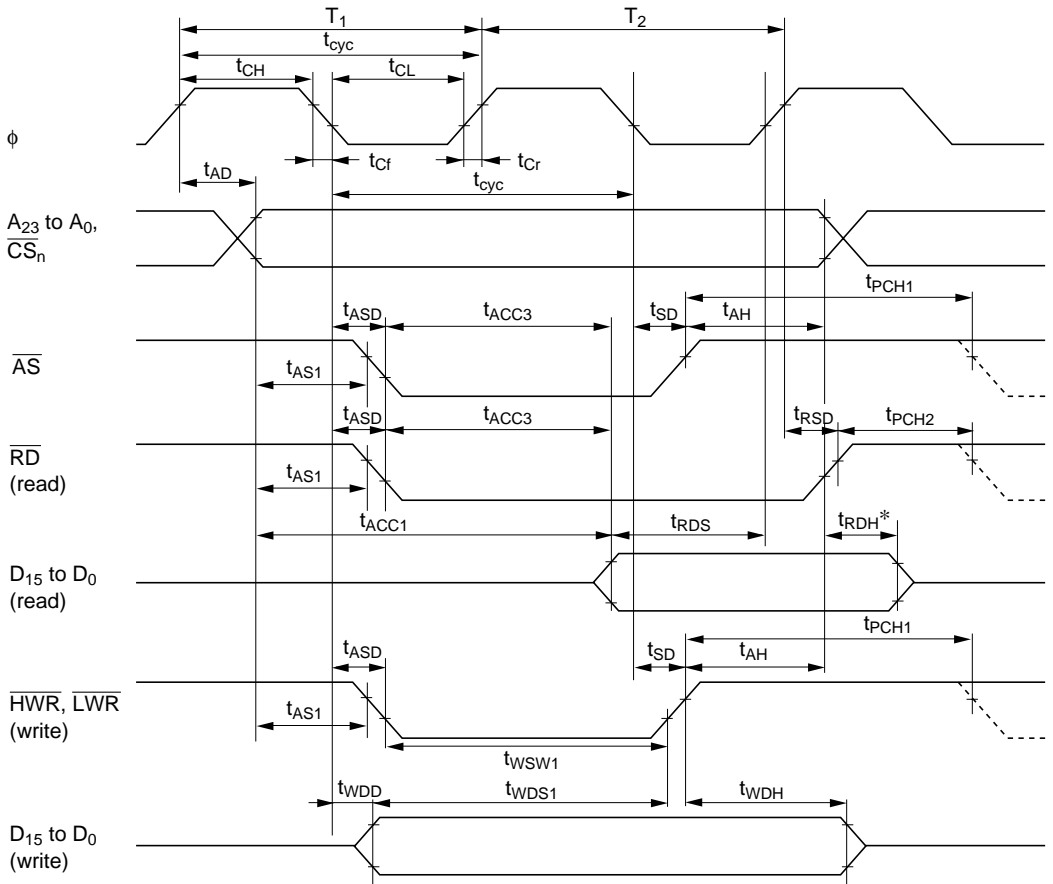 T1 T2
tcyc
tCH tCL
φ
tCf tCr
tAD tcyc
A23 to A0,
CSn
tPCH1
tASD tACC3 tSD tAH
AS
tAS1
tASD tACC3 tRSD tPCH2
RD
(read)
tAS1
tACC1 tRDS tRDH*
D15 to D0
(read)
tPCH1
tASD tSD tAH
HWR, LWR
(write)
tAS1
tWSW1
tWDD tWDS1 tWDH
D15 to D0
(write)